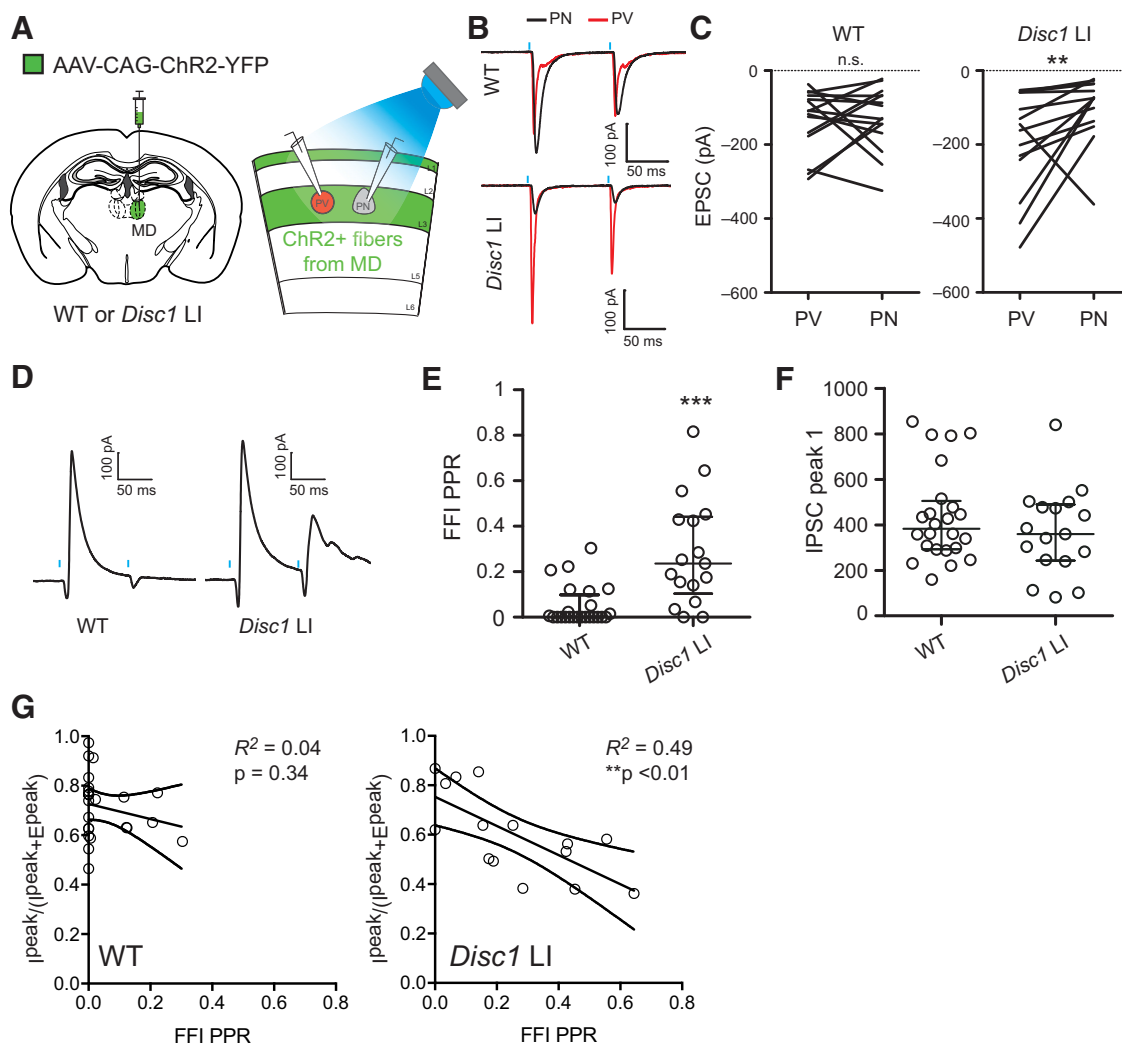 A
AAV-CAG-ChR2-YFP
MD
WT or Disc1 LI
L1
L2
PV
PN
L3
ChR2+ fibers
from MD
L5
L6
B
PN PV
WT
100 pA
50 ms
Disc1 LI
100 pA
50 ms
C
WT
Disc1 LI
n.s.
**
EPSC (pA)
0
−200
−400
−600
PV PN
0
−200
−400
−600
PV PN
D
100 pA
50 ms
100 pA
50 ms
WT
Disc1 LI
E
FFI PPR
1
0.8
0.6
0.4
0.2
0
***
WT
Disc1 LI
F
IPSC peak 1
1000
800
600
400
200
0
WT
Disc1 LI
G
Ipeak/(Ipeak+Epeak)
1.0
0.8
0.6
0.4
0.2
0.0
R2 = 0.04
p = 0.34
WT
0.0 0.2 0.4 0.6 0.8
FFI PPR
Ipeak/(Ipeak+Epeak)
1.0
0.8
0.6
0.4
0.2
0.0
R2 = 0.49
**p <0.01
Disc1 LI
0.0 0.2 0.4 0.6 0.8
FFI PPR